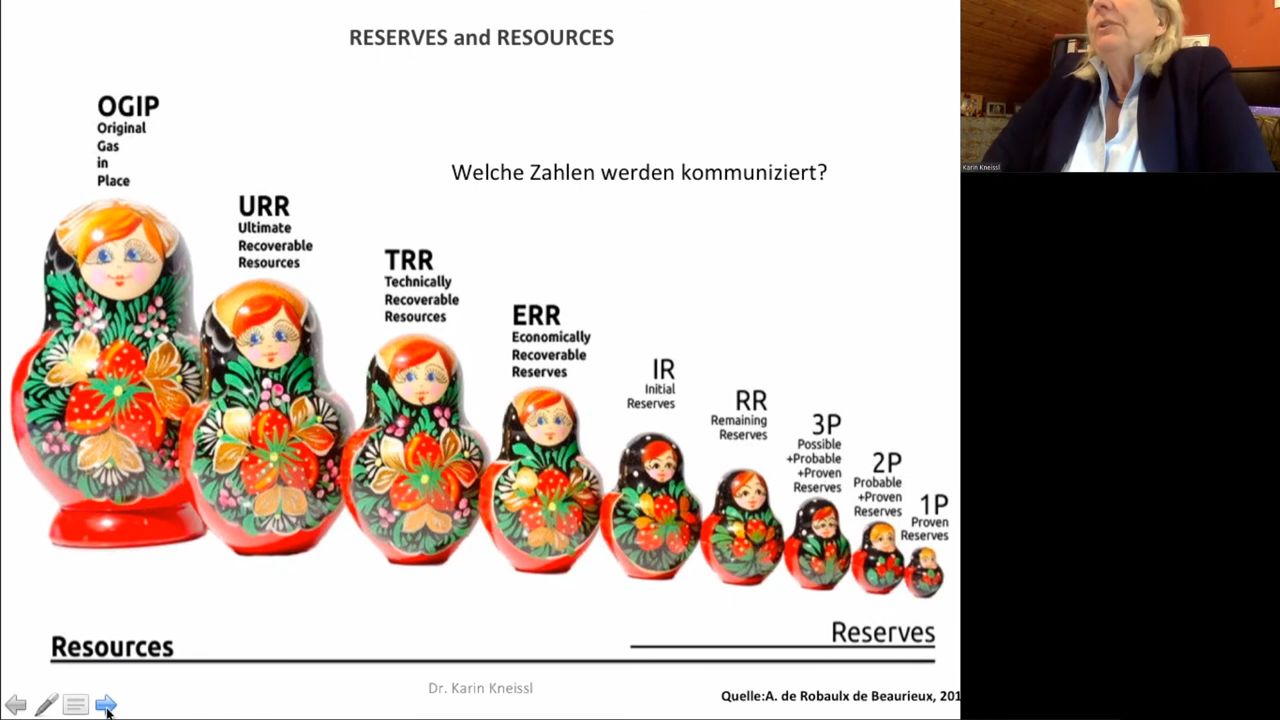 RESERVES and RESOURCES
OGIP
Original
Gas
in
Place
Welche Zahlen werden kommuniziert?
URR
Ultimate
Recoverable
Resources
TRR
Technically
Recoverable
Resources
ERR
Economically
Recoverable
Reserves
IR
Initial
Reserves
RR
Remaining
Reserves
3P
Possible
+Probable
+Proven
Reserves
2P
Probable
+Proven
Reserves
1P
Proven
Reserves
Resources
Reserves
Dr. Karin Kneissl
Quelle:A. de Robaulx de Beaurieux, 201
Karin Kneissl